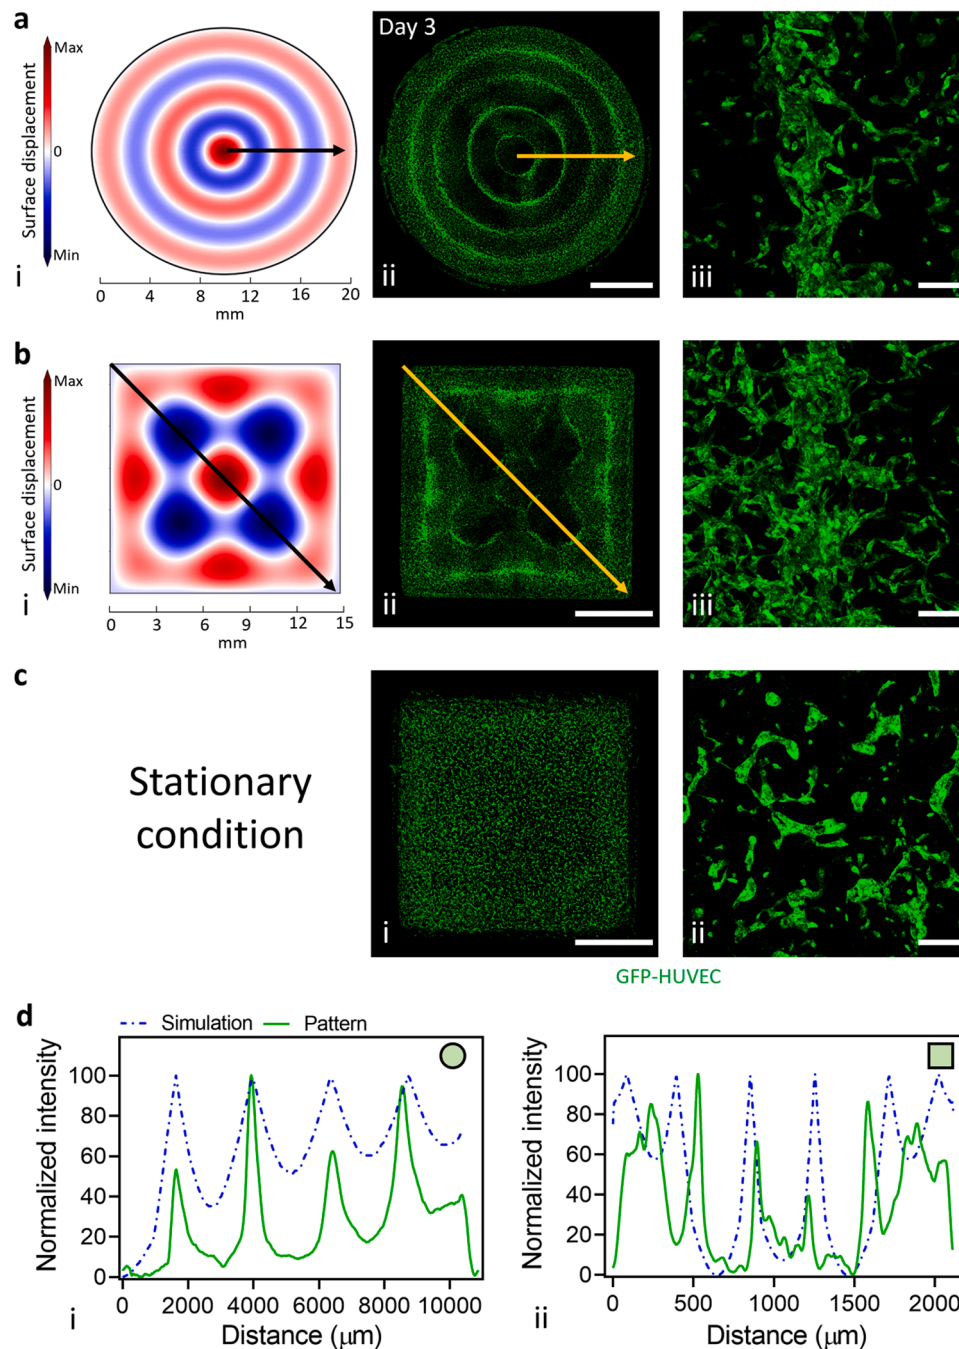 a
Surface displacement
Max
0
Min
i
0 4 8 12 16 20
mm
Day 3
ii
iii
b
Surface displacement
Max
0
Min
i
0 3 6 9 12 15
mm
ii
iii
c
Stationary
condition
i
ii
GFP-HUVEC
d
Simulation Pattern
Normalized intensity
100
80
60
40
20
0
0 2000 4000 6000 8000 10000
Distance (μm)
i
Normalized intensity
100
80
60
40
20
0
0 500 1000 1500 2000
Distance (μm)
ii